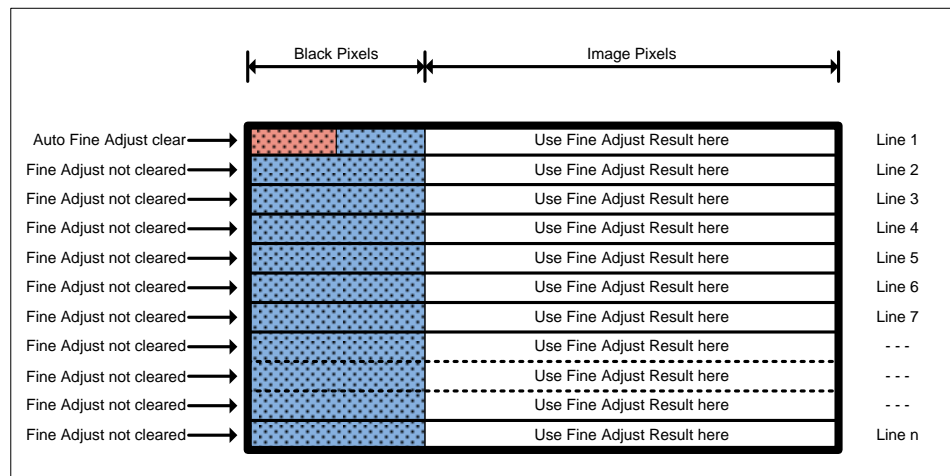 Black Pixels Image Pixels
Auto Fine Adjust clear Use Fine Adjust Result here Line 1
Fine Adjust not cleared Use Fine Adjust Result here Line 2
Fine Adjust not cleared Use Fine Adjust Result here Line 3
Fine Adjust not cleared Use Fine Adjust Result here Line 4
Fine Adjust not cleared Use Fine Adjust Result here Line 5
Fine Adjust not cleared Use Fine Adjust Result here Line 6
Fine Adjust not cleared Use Fine Adjust Result here Line 7
Fine Adjust not cleared Use Fine Adjust Result here - - -
Fine Adjust not cleared Use Fine Adjust Result here - - -
Fine Adjust not cleared Use Fine Adjust Result here - - -
Fine Adjust not cleared Use Fine Adjust Result here Line n